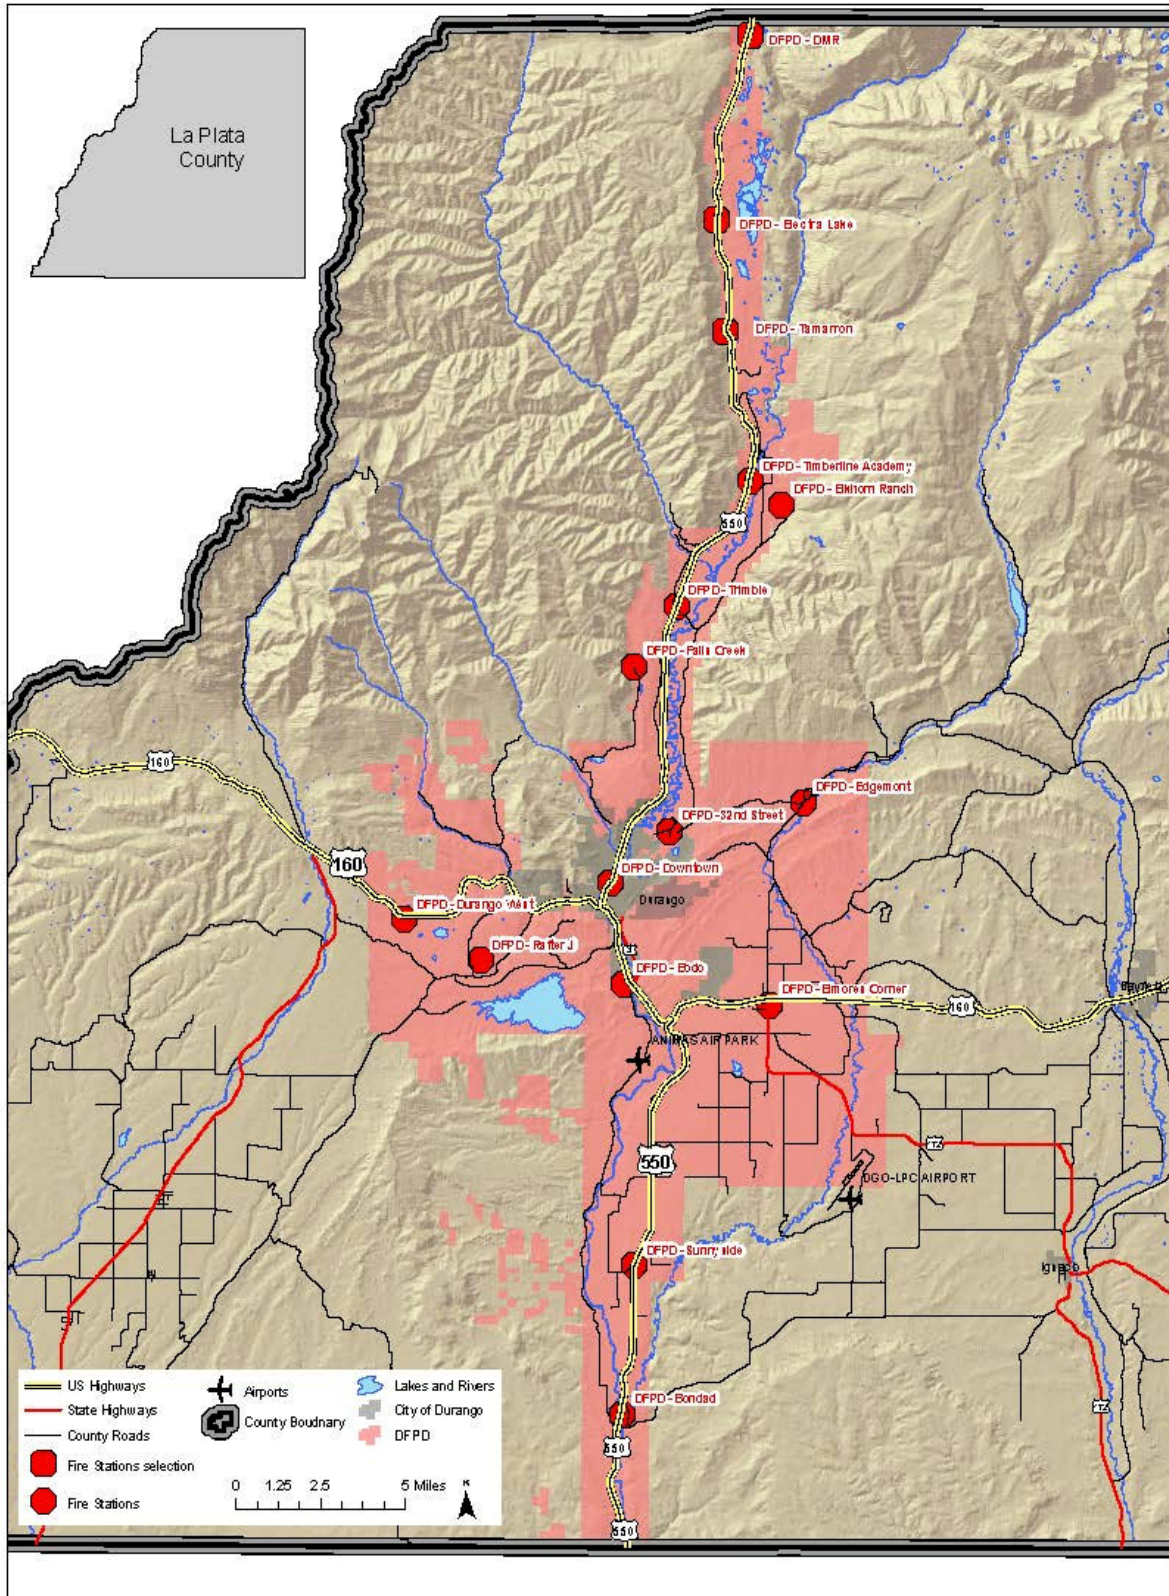 La Plata
County
DFPD - DMR
DFPD - Electra Lake
DFPD - Tamarron
DFPD - Timberline Academy
DFPD - Elkhorn Ranch
550
DFPD - Trimble
DFPD - Falls Creek
160
DFPD - Edgemont
DFPD - 32nd Street
160
DFPD - Downtown
Durango
DFPD - Durango West
DFPD - Rafter J
DFPD - Bodo
DFPD - Elmores Corner
160
Bayfield
ANIMAS AIR PARK
550
172
DGO-LPC AIRPORT
DFPD - Sunnyside
Ignacio
DFPD - Bondad
172
550
550
US Highways
State Highways
County Roads
Fire Stations selection
Fire Stations
Airports
County Boudnary
Lakes and Rivers
City of Durango
DFPD
0 1.25 2.5 5 Miles
N